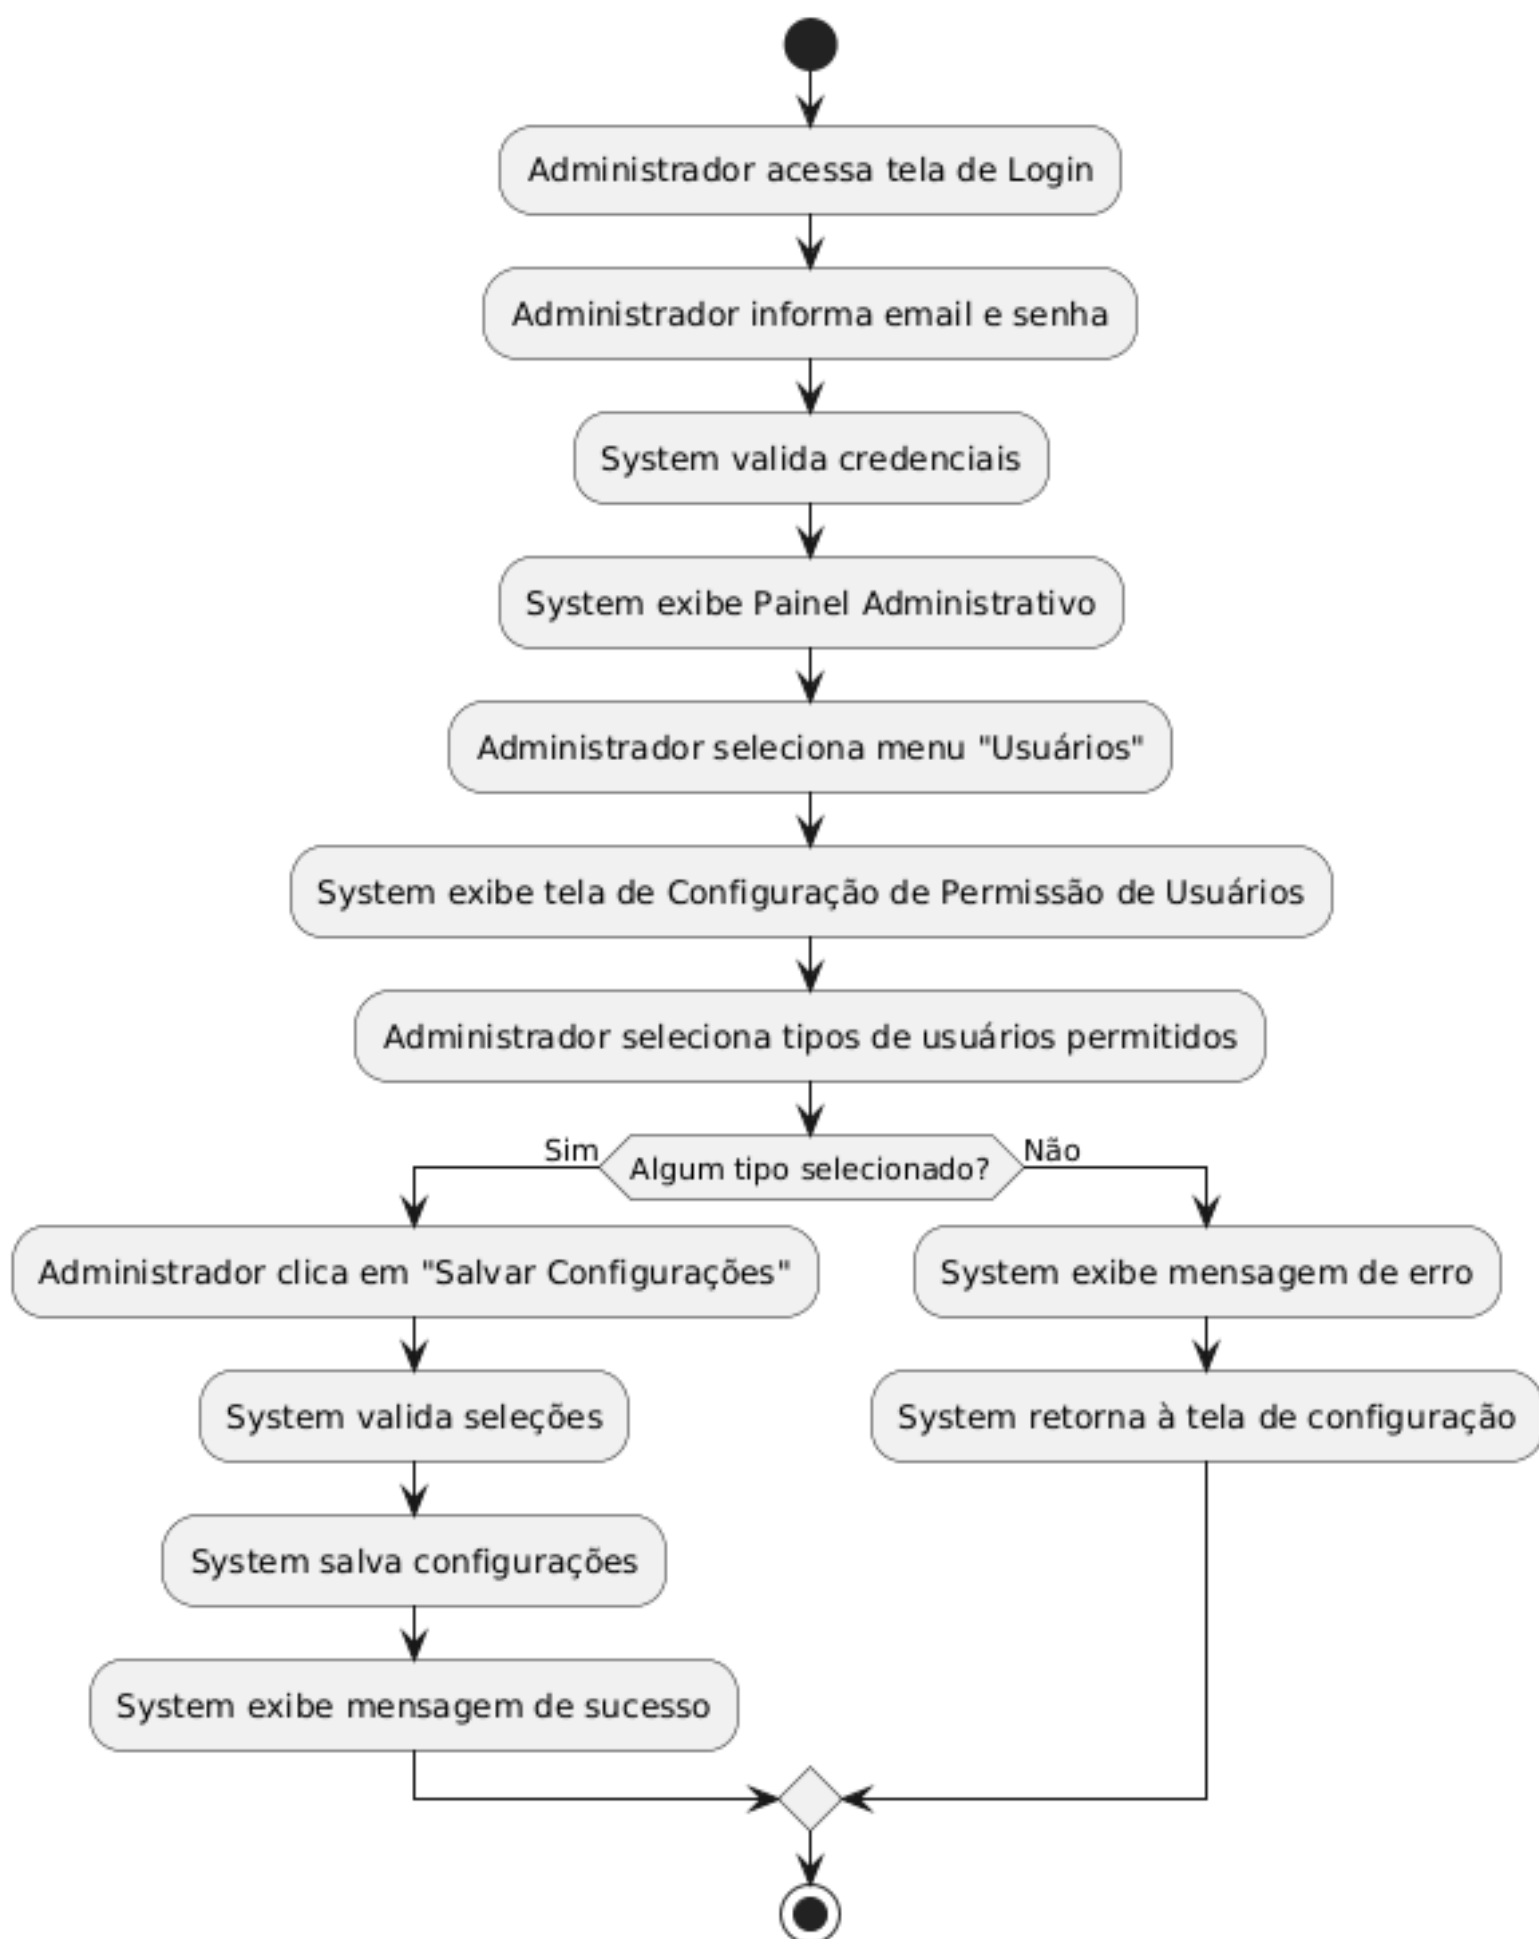 Administrador acessa tela de Login
Administrador informa email e senha
System valida credenciais
System exibe Painel Administrativo
Administrador seleciona menu "Usuários"
System exibe tela de Configuração de Permissão de Usuários
Administrador seleciona tipos de usuários permitidos
Sim
Algum tipo selecionado?
Não
Administrador clica em "Salvar Configurações"
System exibe mensagem de erro
System valida seleções
System retorna à tela de configuração
System salva configurações
System exibe mensagem de sucesso